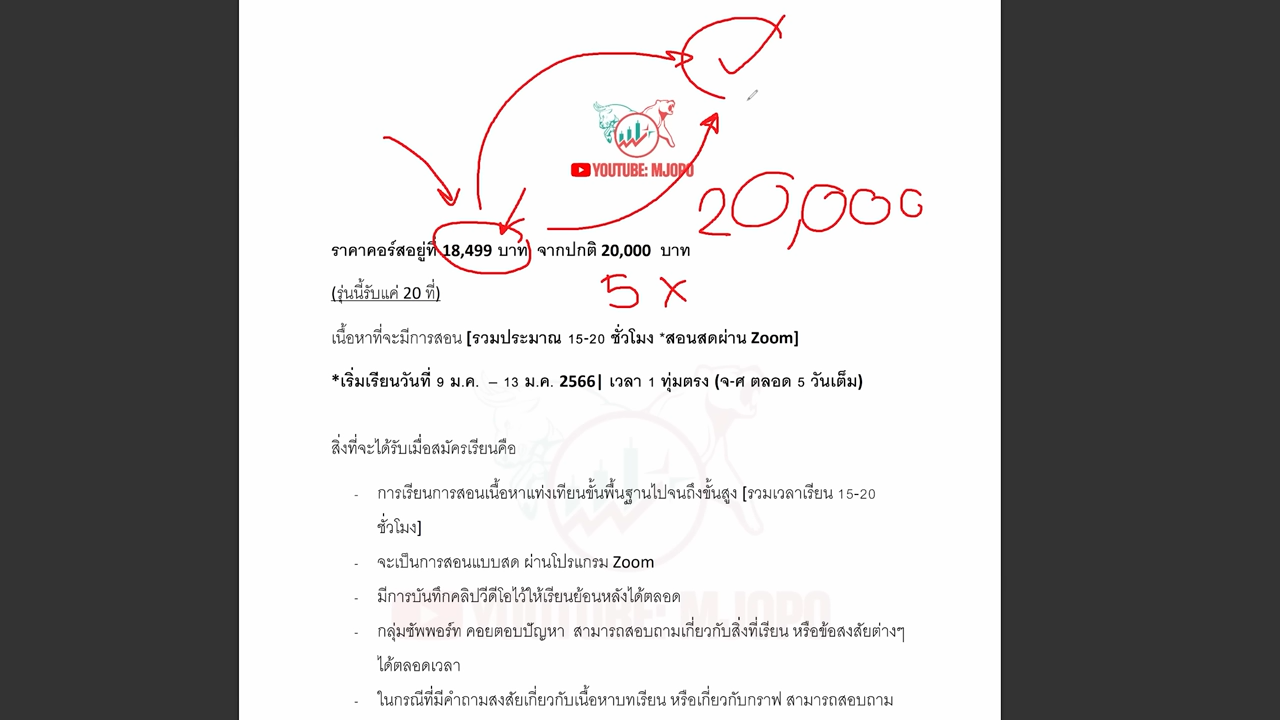 YOUTUBE: MJOPO
20,000
ราคาคอร์สอยู่ที่ 18,499 บาท จากปกติ 20,000 บาท
5 x
(รุ่นนี้รับแค่ 20 ที่)
เนื้อหาที่จะมีการสอน [รวมประมาณ 15-20 ชั่วโมง *สอนสดผ่าน Zoom]
*เริ่มเรียนวันที่ 9 ม.ค. – 13 ม.ค. 2566| เวลา 1 ทุ่มตรง (จ-ศ ตลอด 5 วันเต็ม)
สิ่งที่จะได้รับเมื่อสมัครเรียนคือ
- การเรียนการสอนเนื้อหาแท่งเทียนขั้นพื้นฐานไปจนถึงขั้นสูง [รวมเวลาเรียน 15-20
ชั่วโมง]
- จะเป็นการสอนแบบสด ผ่านโปรแกรม Zoom
- มีการบันทึกคลิปวีดีโอไว้ให้เรียนย้อนหลังได้ตลอด
YOUTUBE: MJOPO
- กลุ่มซัพพอร์ท คอยตอบปัญหา สามารถสอบถามเกี่ยวกับสิ่งที่เรียน หรือข้อสงสัยต่างๆ
ได้ตลอดเวลา
- ในกรณีที่มีคำถามสงสัยเกี่ยวกับเนื้อหาบทเรียน หรือเกี่ยวกับกราฟ สามารถสอบถาม